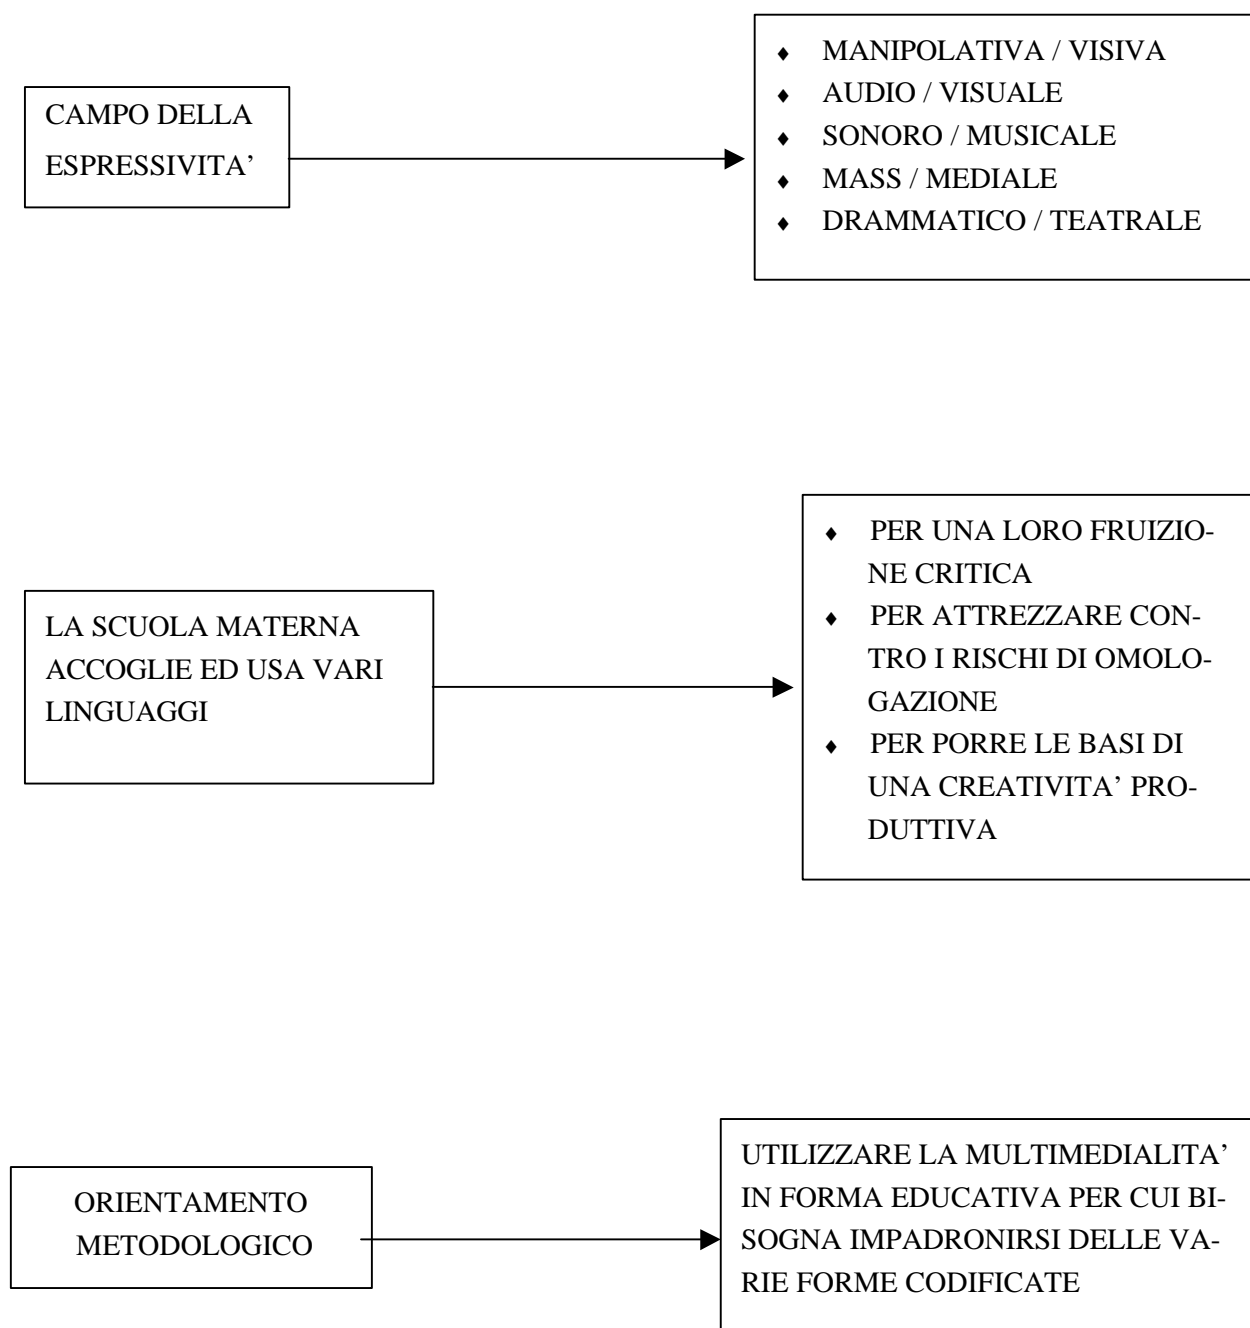 CAMPO DELLA
ESPRESSIVITA’
♦ MANIPOLATIVA / VISIVA
♦ AUDIO / VISUALE
♦ SONORO / MUSICALE
♦ MASS / MEDIALE
♦ DRAMMATICO / TEATRALE
LA SCUOLA MATERNA
ACCOGLIE ED USA VARI
LINGUAGGI
♦ PER UNA LORO FRUIZIO-
NE CRITICA
♦ PER ATTREZZARE CON-
TRO I RISCHI DI OMOLO-
GAZIONE
♦ PER PORRE LE BASI DI
UNA CREATIVITA’ PRO-
DUTTIVA
ORIENTAMENTO
METODOLOGICO
UTILIZZARE LA MULTIMEDIALITA’
IN FORMA EDUCATIVA PER CUI BI-
SOGNA IMPADRONIRSI DELLE VA-
RIE FORME CODIFICATE